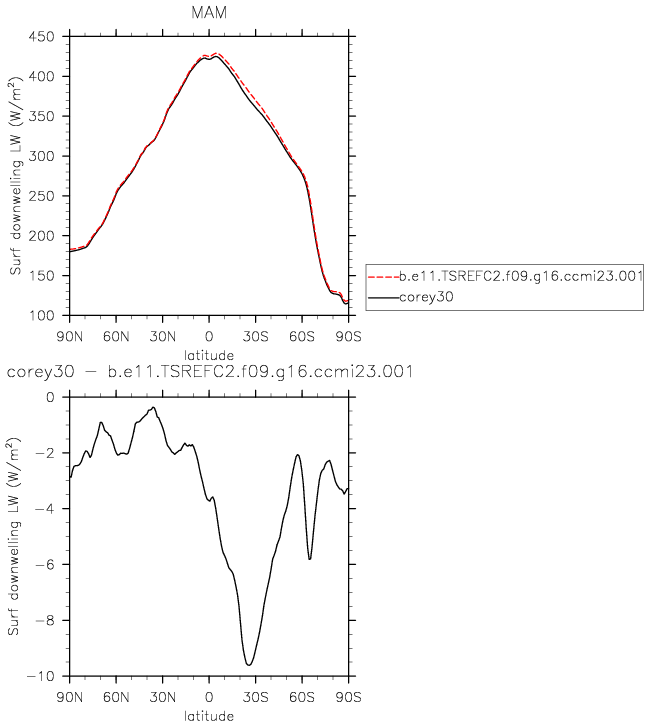 MAM
Surf downwelling LW (W/m²)
450
400
350
300
250
200
150
100
90N 60N 30N 0 30S 60S 90S
latitude
b.e11.TSREFC2.f09.g16.ccmi23.001
corey30
corey30 − b.e11.TSREFC2.f09.g16.ccmi23.001
Surf downwelling LW (W/m²)
0
−2
−4
−6
−8
−10
90N 60N 30N 0 30S 60S 90S
latitude